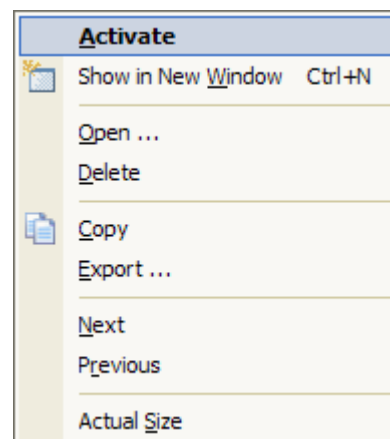 Activate
Show in New Window Ctrl+N
Open ...
Delete
Copy
Export ...
Next
Previous
Actual Size